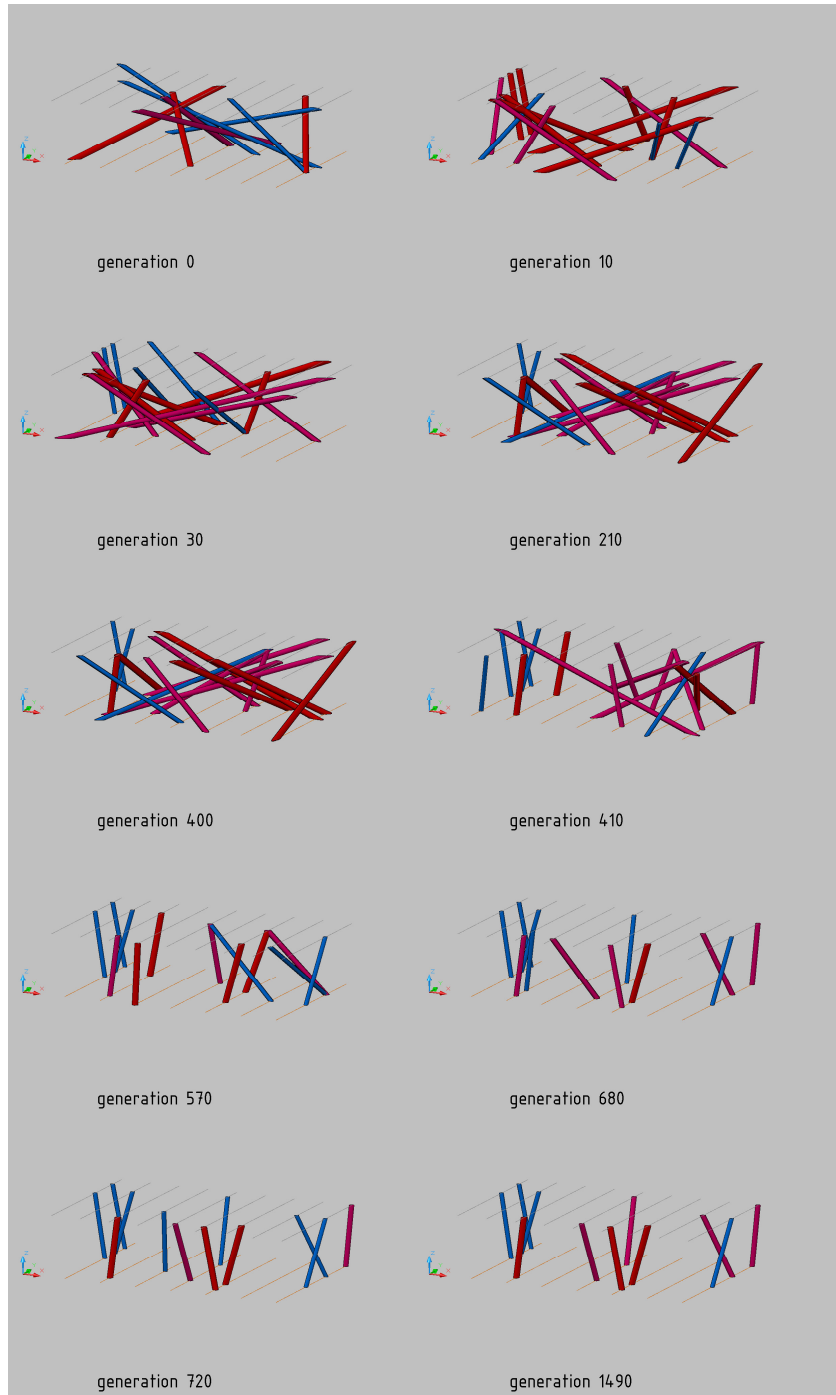 generation 0
generation 10
generation 30
generation 210
generation 400
generation 410
generation 570
generation 680
generation 720
generation 1490